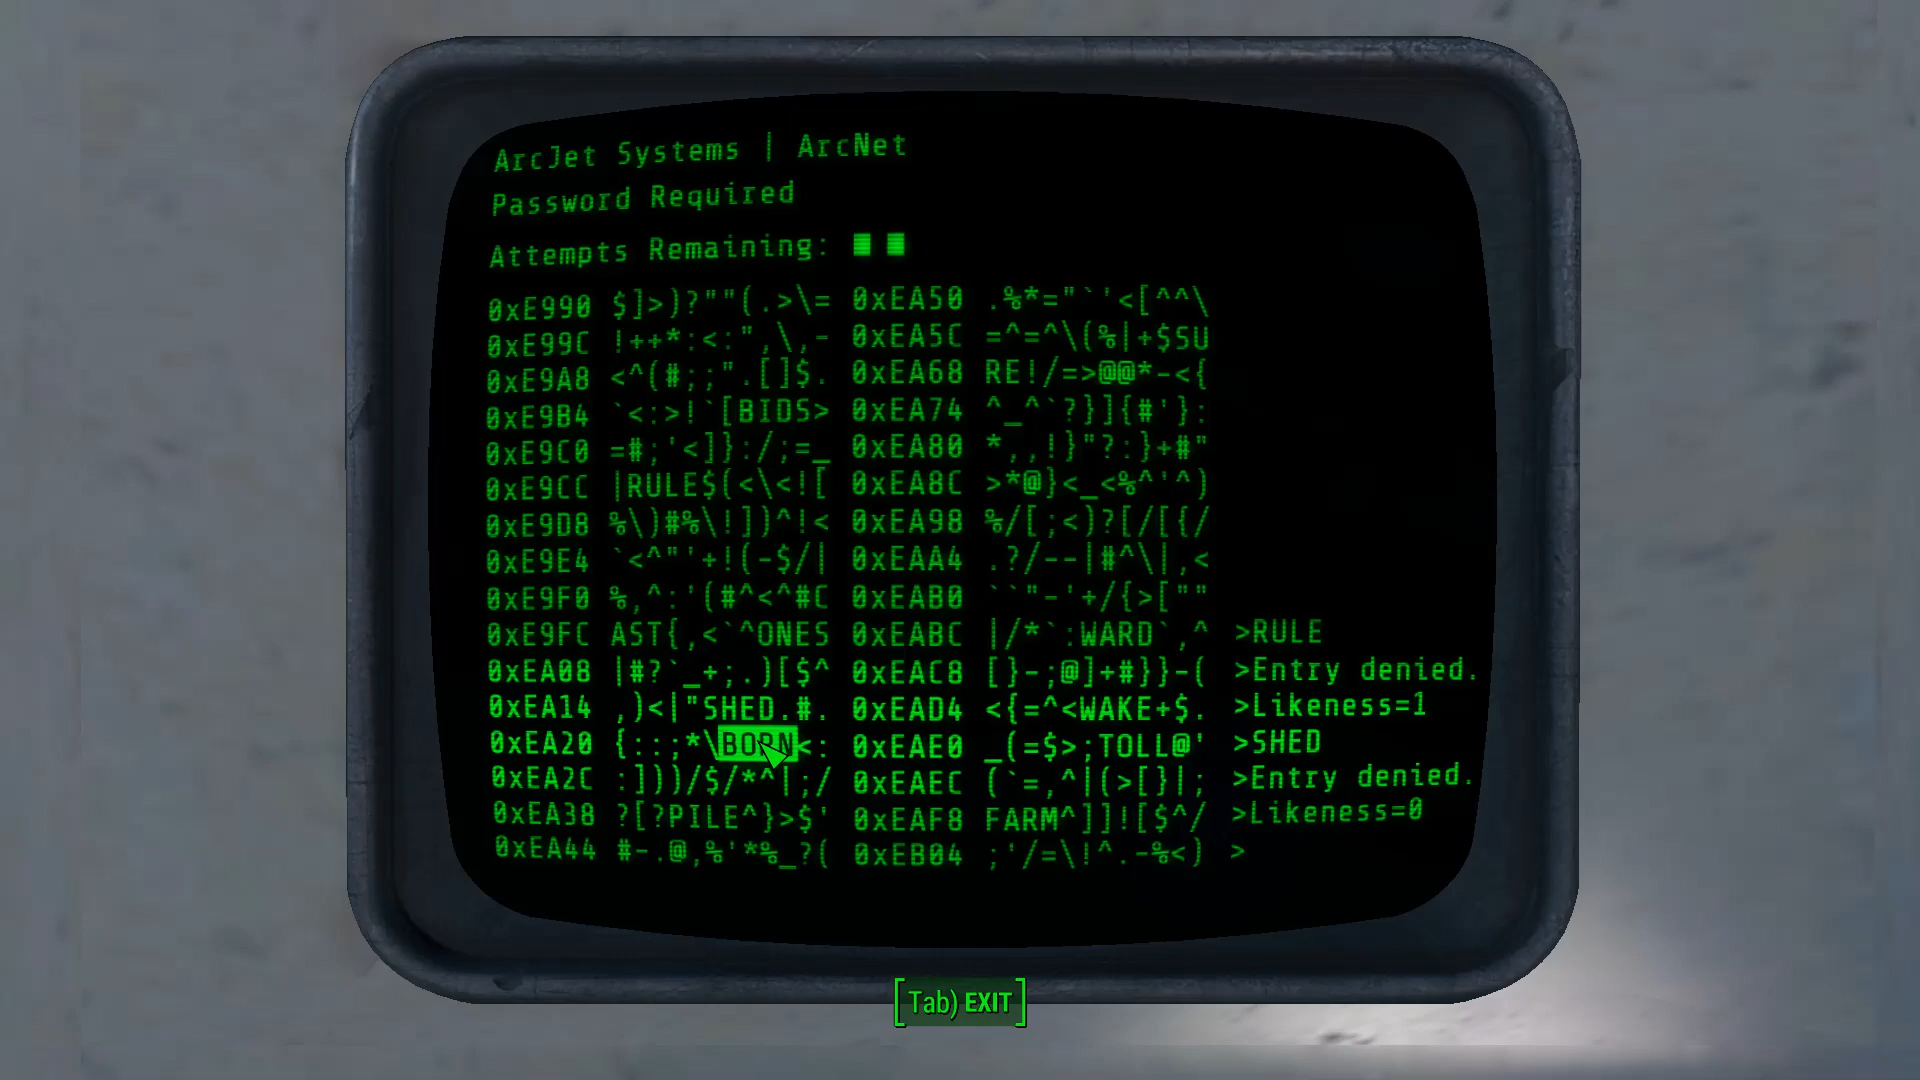 ArcJet Systems | ArcNet
Password Required
Attempts Remaining: ■ ■
0xE990 $]>)?""(.>\= 0xEA50 .%*="`'<[^^\
0xE99C !++*:<:",\,- 0xEA5C =^=^\(%|+$SU
0xE9A8 <^(#;;".[]$. 0xEA68 RE!/=>@@*-<{
0xE9B4 `<:>!`[BIDS> 0xEA74 ^_^`?}]{#'}:
0xE9C0 =#;'<]}:/;=_ 0xEA80 *,,!}"?:}+#"
0xE9CC |RULE$(<\<![ 0xEA8C >*@}<_<%^'^)
0xE9D8 %\)#%\!])^!< 0xEA98 %/[;<)?[/[{/
0xE9E4 `<^"'+!(-$/| 0xEAA4 .?/--|#^\|,<
0xE9F0 %,^:'(#^<^#C 0xEAB0 ``"-'+/{>[""
0xE9FC AST{,<`^ONES 0xEABC |/*`:WARD`,^ >RULE
0xEA08 |#?`_+;.)[$^ 0xEAC8 [}-;@]+#}}-( >Entry denied.
0xEA14 ,)<|"SHED.#. 0xEAD4 <{=^<WAKE+$. >Likeness=1
0xEA20 {::;*\BORN<: 0xEAE0 _(=$>;TOLL@' >SHED
0xEA2C :]))/$/*^|;/ 0xEAEC (`=,^|(>[}|; >Entry denied.
0xEA38 ?[?PILE^}>$' 0xEAF8 FARM^]]![$^/ >Likeness=0
0xEA44 #-.@,%'*%_?( 0xEB04 ;'/=\!^.-%<) >
[Tab) EXIT]